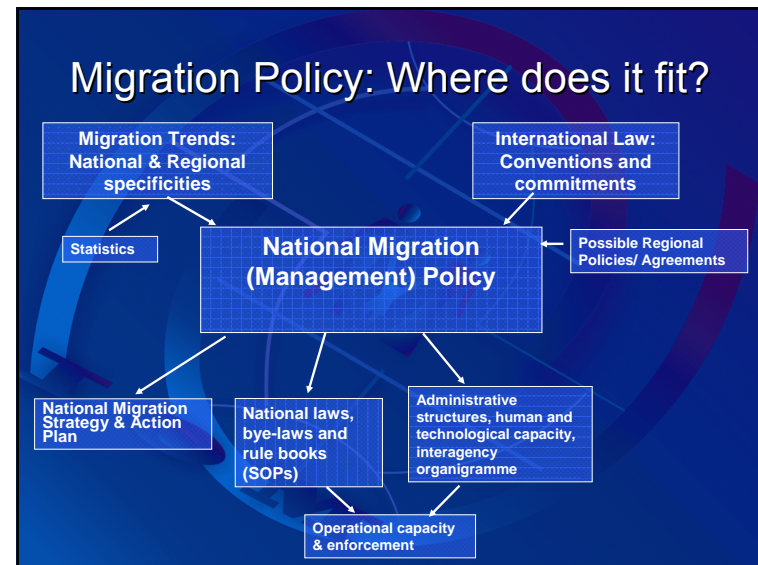 Migration Policy: Where does it fit?
Migration Trends:
National & Regional
specificities
International Law:
Conventions and
commitments
Statistics
National Migration
(Management) Policy
Possible Regional
Policies/ Agreements
National Migration
Strategy & Action
Plan
National laws,
bye-laws and
rule books
(SOPs)
Administrative
structures, human and
technological capacity,
interagency
organigramme
Operational capacity
& enforcement